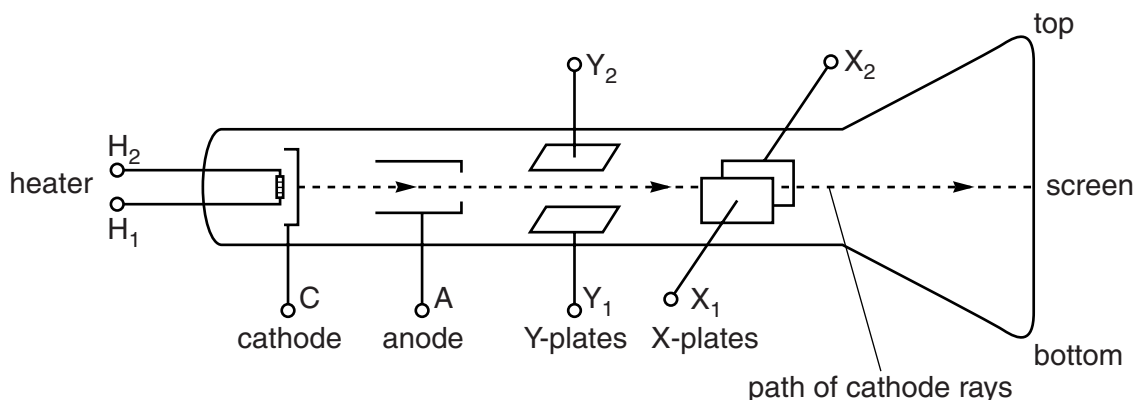 top
Y₂
X₂
H₂
heater
screen
H₁
C
A
Y₁
X₁
cathode
anode
Y-plates
X-plates
bottom
path of cathode rays